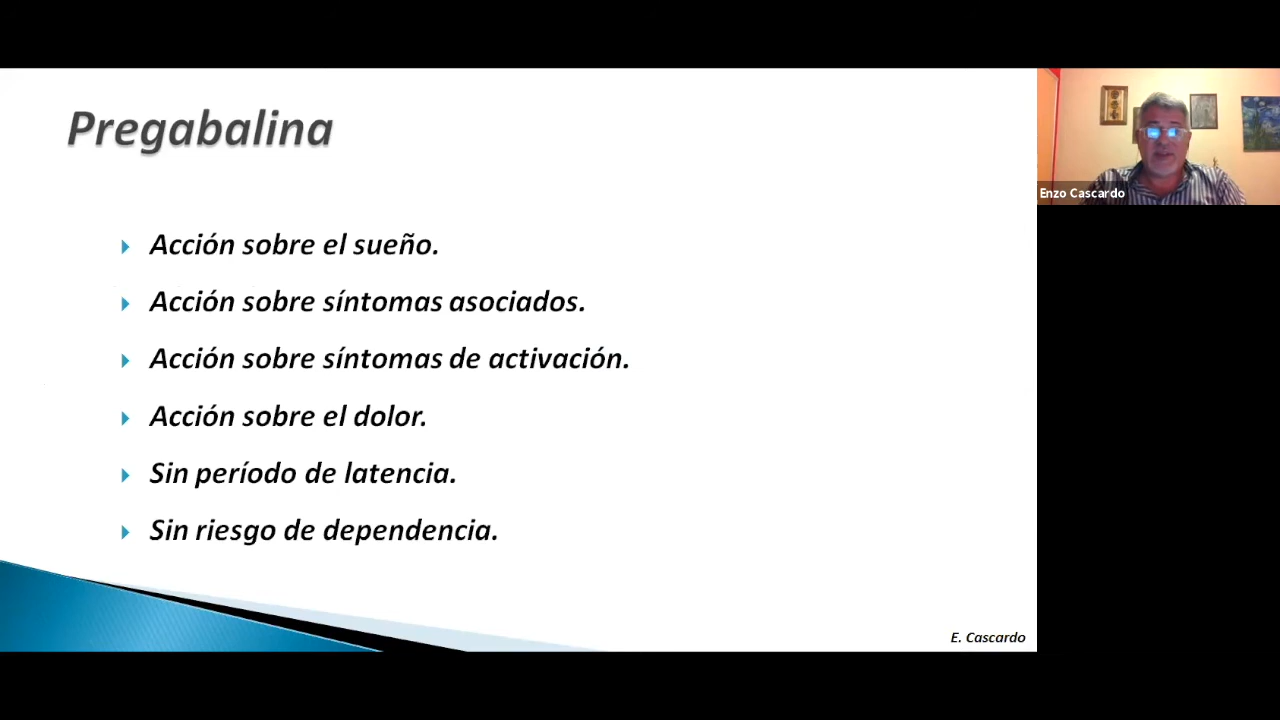 Pregabalina
Acción sobre el sueño.
Acción sobre síntomas asociados.
Acción sobre síntomas de activación.
Acción sobre el dolor.
Sin período de latencia.
Sin riesgo de dependencia.
E. Cascardo
Enzo Cascardo